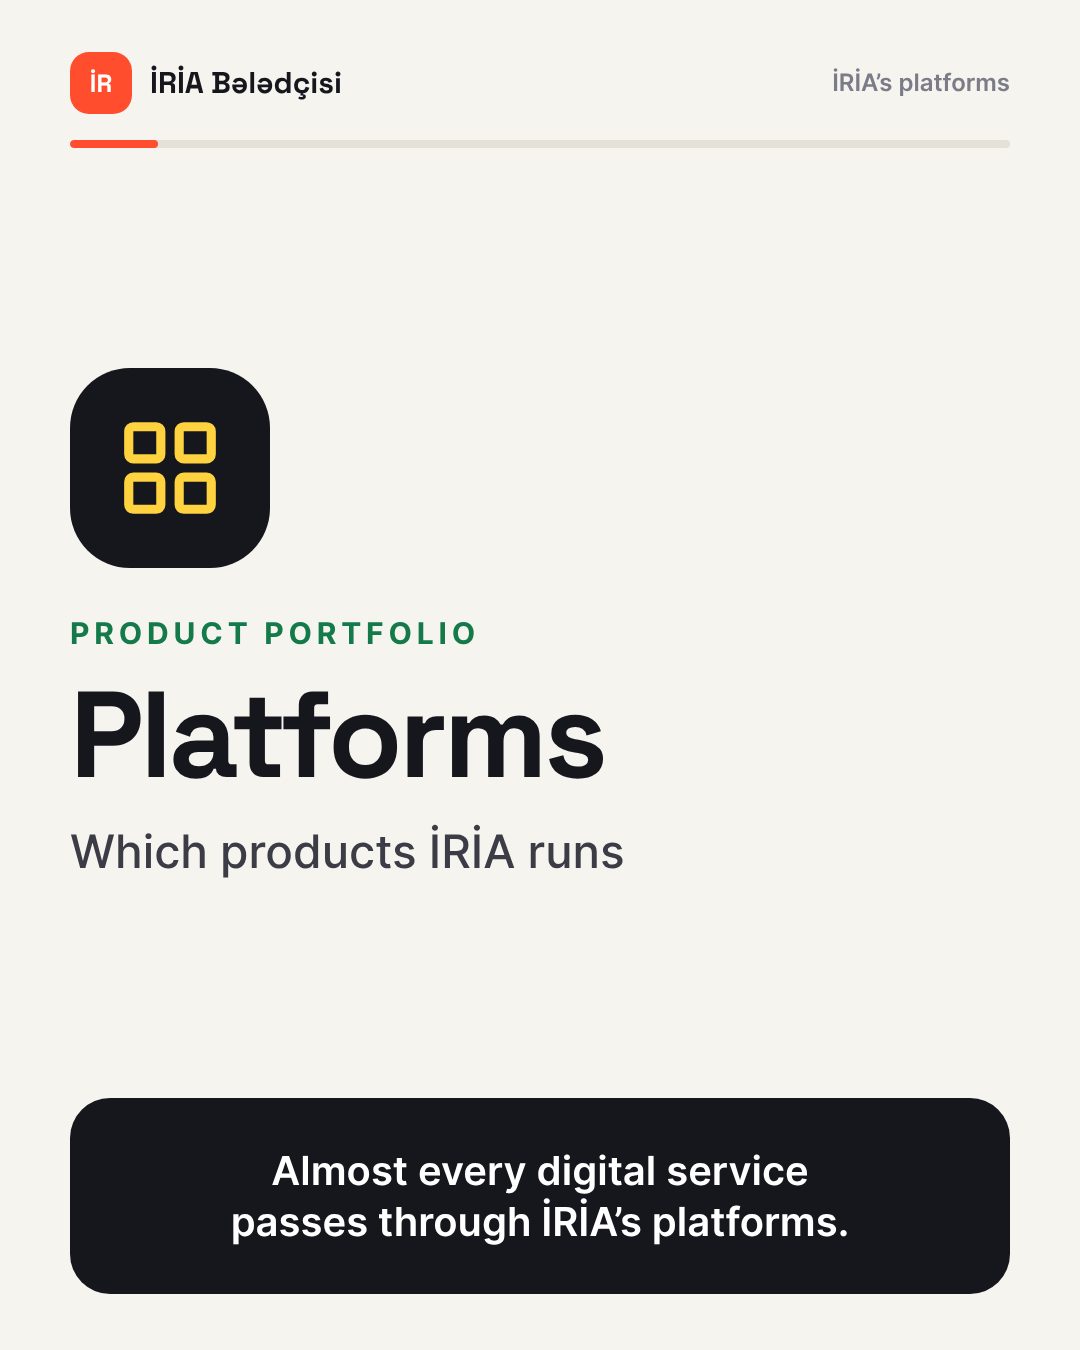 İR
İRİA Bələdçisi
İRİA’s platforms
PRODUCT PORTFOLIO
Platforms
Which products İRİA runs
Almost every digital service
passes through İRİA’s platforms.